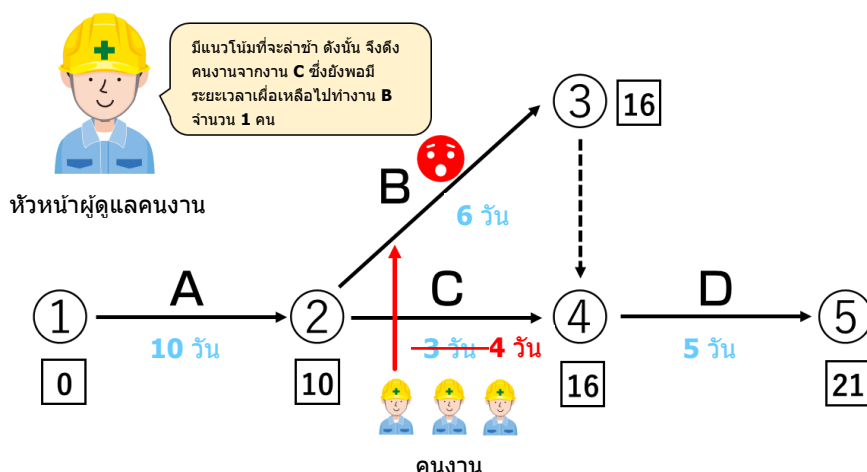 มีแนวโน้มที่จะล่าช้า ดังนั้น จึงดึง
คนงานจากงาน C ซึ่งยังพอมี
ระยะเวลาเผื่อเหลือไปทำงาน B
จำนวน 1 คน
หัวหน้าผู้ดูแลคนงาน
3 16
B
6 วัน
A C D
1 2 4 5
10 วัน 3 วัน 4 วัน 5 วัน
0 10 16 21
คนงาน